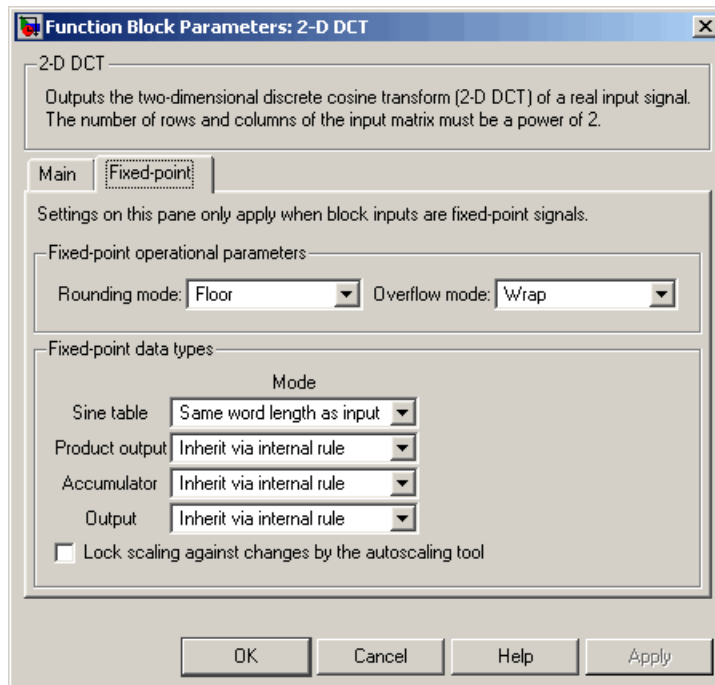 Function Block Parameters: 2-D DCT
2-D DCT
Outputs the two-dimensional discrete cosine transform (2-D DCT) of a real input signal.
The number of rows and columns of the input matrix must be a power of 2.
Main Fixed-point
Settings on this pane only apply when block inputs are fixed-point signals.
Fixed-point operational parameters
Rounding mode: Floor Overflow mode: Wrap
Fixed-point data types
Mode
Sine table Same word length as input
Product output Inherit via internal rule
Accumulator Inherit via internal rule
Output Inherit via internal rule
Lock scaling against changes by the autoscaling tool
OK Cancel Help Apply